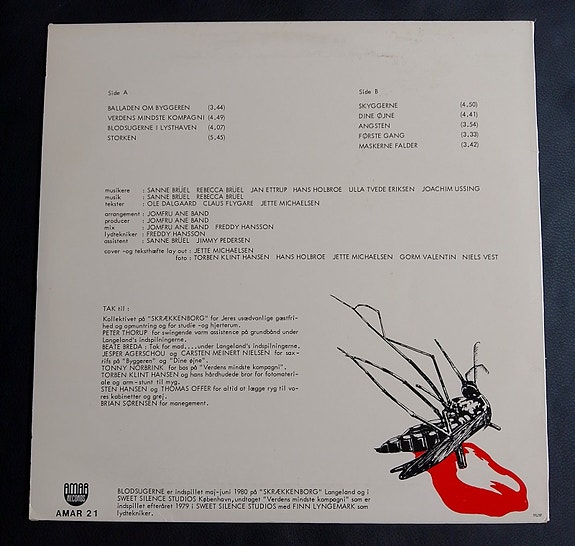 Side A
BALLADEN OM BYGGEREN (3.44)
VERDENS MINDSTE KOMPAGNI (4.49)
BLODSUGERNE I LYSTHAVEN (4.07)
STORKEN (5.45)
Side B
SKYGGERNE (4.50)
DINE ØJNE (4.41)
ANGSTEN (3.54)
FØRSTE GANG (3.33)
MASKERNE FALDER (3.42)
musikere : SANNE BRÜEL REBECCA BRÜEL JAN ETTRUP HANS HOLBROE ULLA TVEDE ERIKSEN JOACHIM USSING
musik : SANNE BRÜEL REBECCA BRÜEL
tekster : OLE DALGAARD CLAUS FLYGARE JETTE MICHAELSEN
arrangement : JOMFRU ANE BAND
producer : JOMFRU ANE BAND
mix : JOMFRU ANE BAND FREDDY HANSSON
lydtekniker : FREDDY HANSSON
assistent : SANNE BRÜEL JIMMY PEDERSEN
cover -og teksthæfte lay out : JETTE MICHAELSEN
foto : TORBEN KLINT HANSEN HANS HOLBROE JETTE MICHAELSEN GORM VALENTIN NIELS VEST
TAK til :
Kollektivet på "SKRÆKKENBORG" for Jeres usædvanlige gæstfri-
hed og opmuntring og for studie -og hjerterum.
PETER THORUP for swingende varm assistence på grundbånd under
Langeland's indspilningerne.
BEATE BREDA : Tak for mad....under Langeland's indspilningerne,
JESPER AGERSCHOU og CARSTEN MEINERT NIELSEN for sax-
rifs på "Byggeren" og "Dine øjne".
TONNY NORBRINK for bas på "Verdens mindste kompagni",
TORBEN KLINT HANSEN og hans hårdhudede bror for fotomateri-
ale og arm-stunt til myg.
STEN HANSEN og THOMAS OFFER for altid at lægge ryg til vo-
res kabinetter og grej.
BRIAN SØRENSEN for manegement.
AMAR
AMAR 21
BLODSUGERNE er indspillet maj-juni 1980 på "SKRÆKKENBORG" Langeland og i
SWEET SILENCE STUDIOS København,undtaget "Verdens mindste kompagni" som er
indspillet efteråret 1979 i SWEET SILENCE STUDIOS med FINN LYNGEMARK som
lydtekniker.